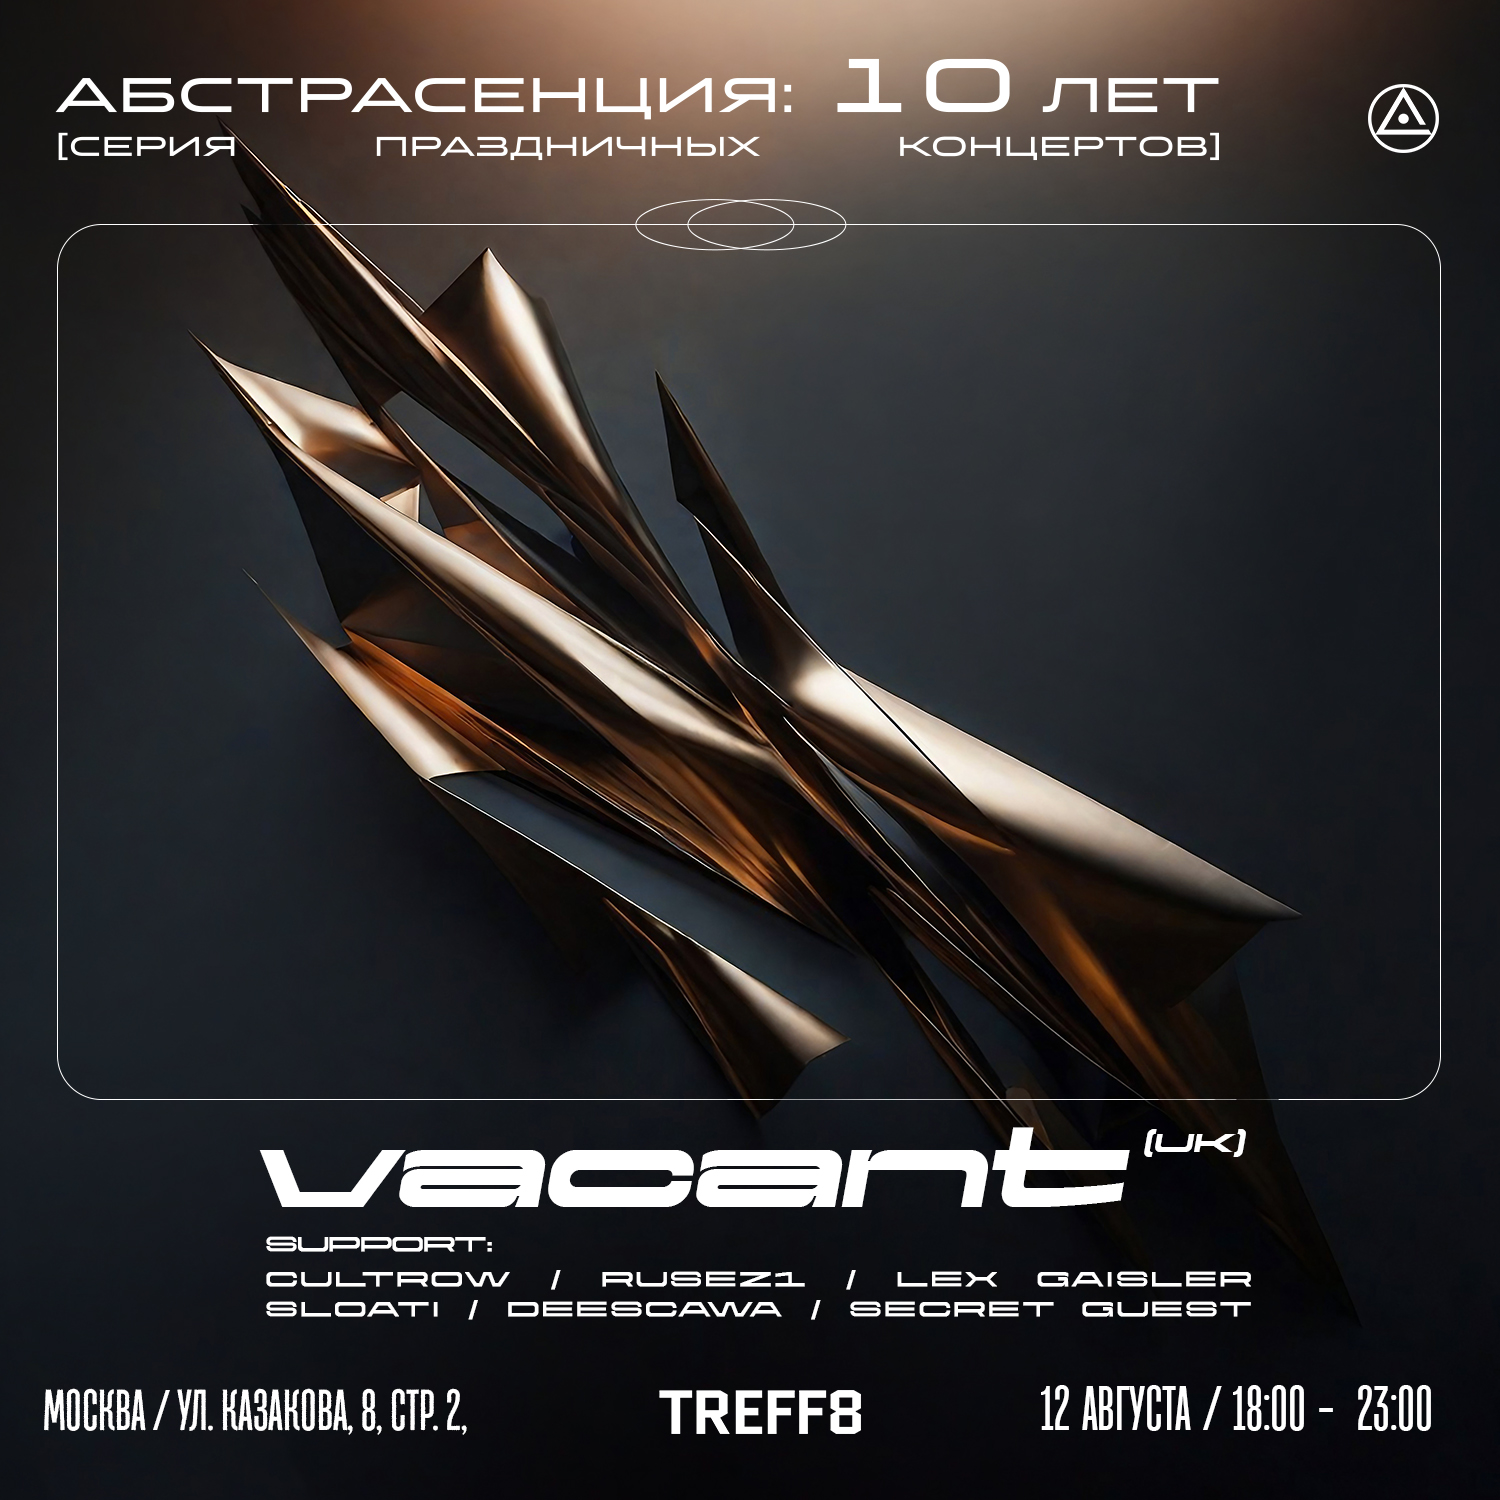 АБСТРАСЕНЦИЯ: 10 ЛЕТ
[СЕРИЯ ПРАЗДНИЧНЫХ КОНЦЕРТОВ]
vacant (UK)
SUPPORT:
CULTROW / RUSEZ1 / LEX GAISLER
SLOATI / DEESCAWA / SECRET GUEST
МОСКВА / УЛ. КАЗАКОВА, 8, СТР. 2,
TREFF8
12 АВГУСТА / 18:00 - 23:00